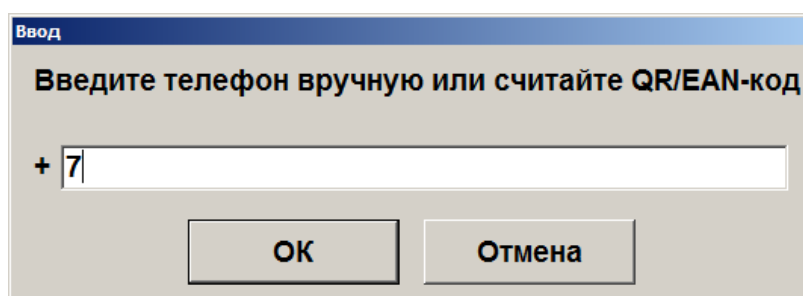 Ввод
Введите телефон вручную или считайте QR/EAN-код
+ 7
ОК Отмена